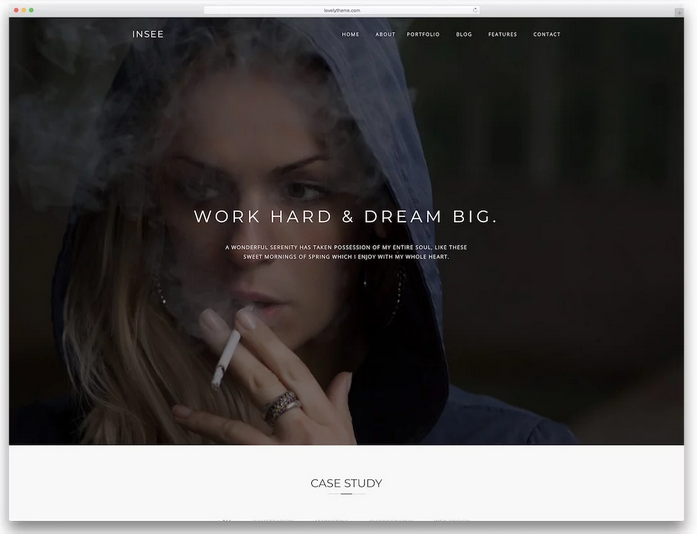 lovelytheme.com
INSEE
HOME ABOUT PORTFOLIO BLOG FEATURES CONTACT
WORK HARD & DREAM BIG.
A WONDERFUL SERENITY HAS TAKEN POSSESSION OF MY ENTIRE SOUL, LIKE THESE
SWEET MORNINGS OF SPRING WHICH I ENJOY WITH MY WHOLE HEART.
CASE STUDY